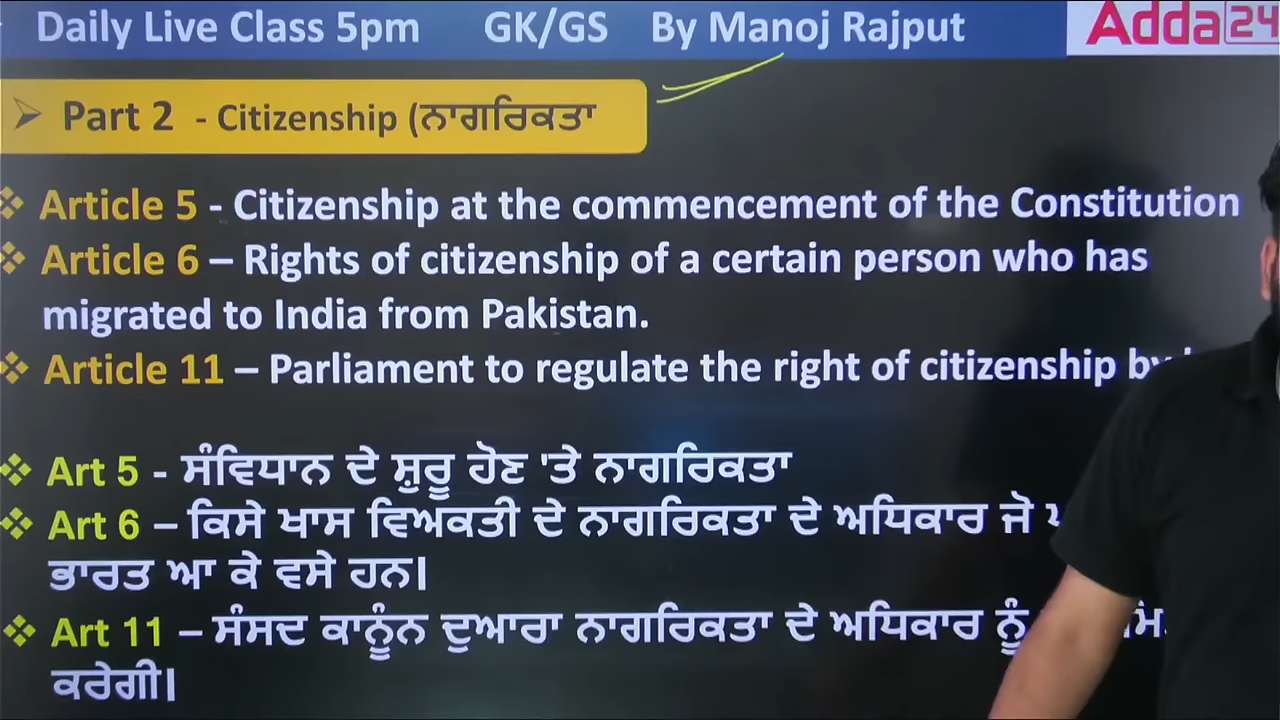 Daily Live Class 5pm GK/GS By Manoj Rajput Adda24
Part 2 - Citizenship (ਨਾਗਰਿਕਤਾ
Article 5 - Citizenship at the commencement of the Constitution
Article 6 – Rights of citizenship of a certain person who has
migrated to India from Pakistan.
Article 11 – Parliament to regulate the right of citizenship by
Art 5 - ਸੰਵਿਧਾਨ ਦੇ ਸ਼ੁਰੂ ਹੋਣ 'ਤੇ ਨਾਗਰਿਕਤਾ
Art 6 – ਕਿਸੇ ਖਾਸ ਵਿਅਕਤੀ ਦੇ ਨਾਗਰਿਕਤਾ ਦੇ ਅਧਿਕਾਰ ਜੋ
ਭਾਰਤ ਆ ਕੇ ਵਸੇ ਹਨ।
Art 11 – ਸੰਸਦ ਕਾਨੂੰਨ ਦੁਆਰਾ ਨਾਗਰਿਕਤਾ ਦੇ ਅਧਿਕਾਰ ਨੂੰ
ਕਰੇਗੀ।